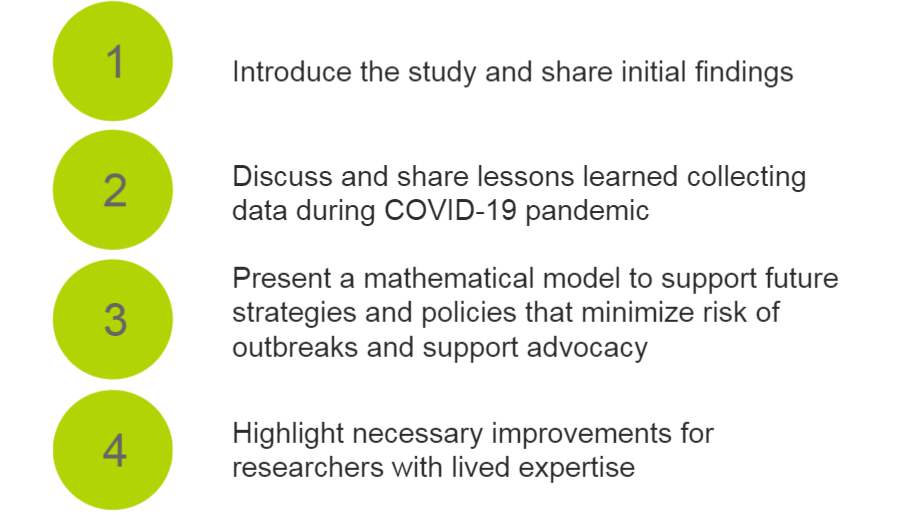 1
Introduce the study and share initial findings
2
Discuss and share lessons learned collecting
data during COVID-19 pandemic
3
Present a mathematical model to support future
strategies and policies that minimize risk of
outbreaks and support advocacy
4
Highlight necessary improvements for
researchers with lived expertise